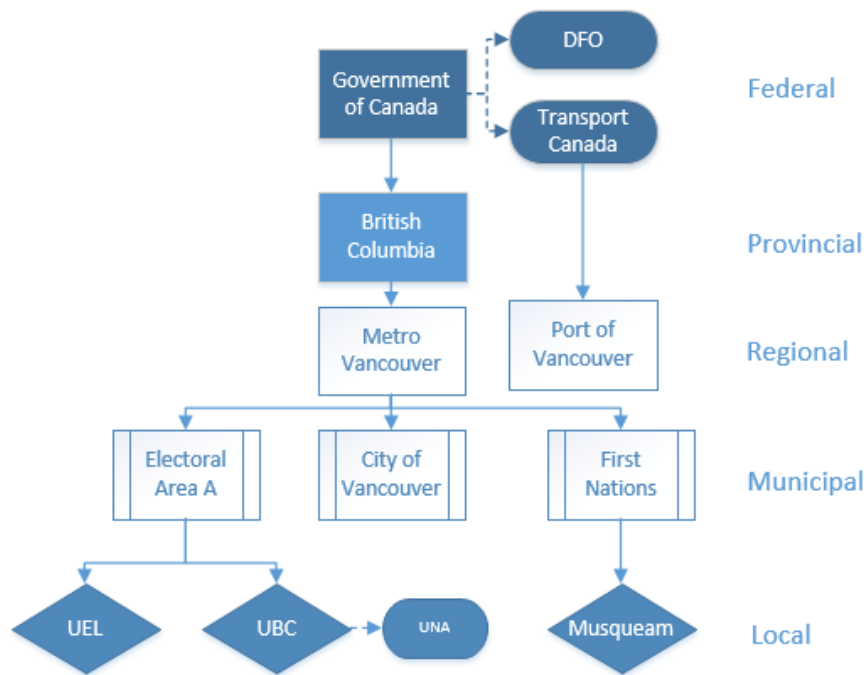 DFO
Government
of Canada
Federal
Transport
Canada
British
Columbia
Provincial
Metro
Vancouver
Port of
Vancouver
Regional
Electoral
Area A
City of
Vancouver
First
Nations
Municipal
UEL
UBC
UNA
Musqueam
Local